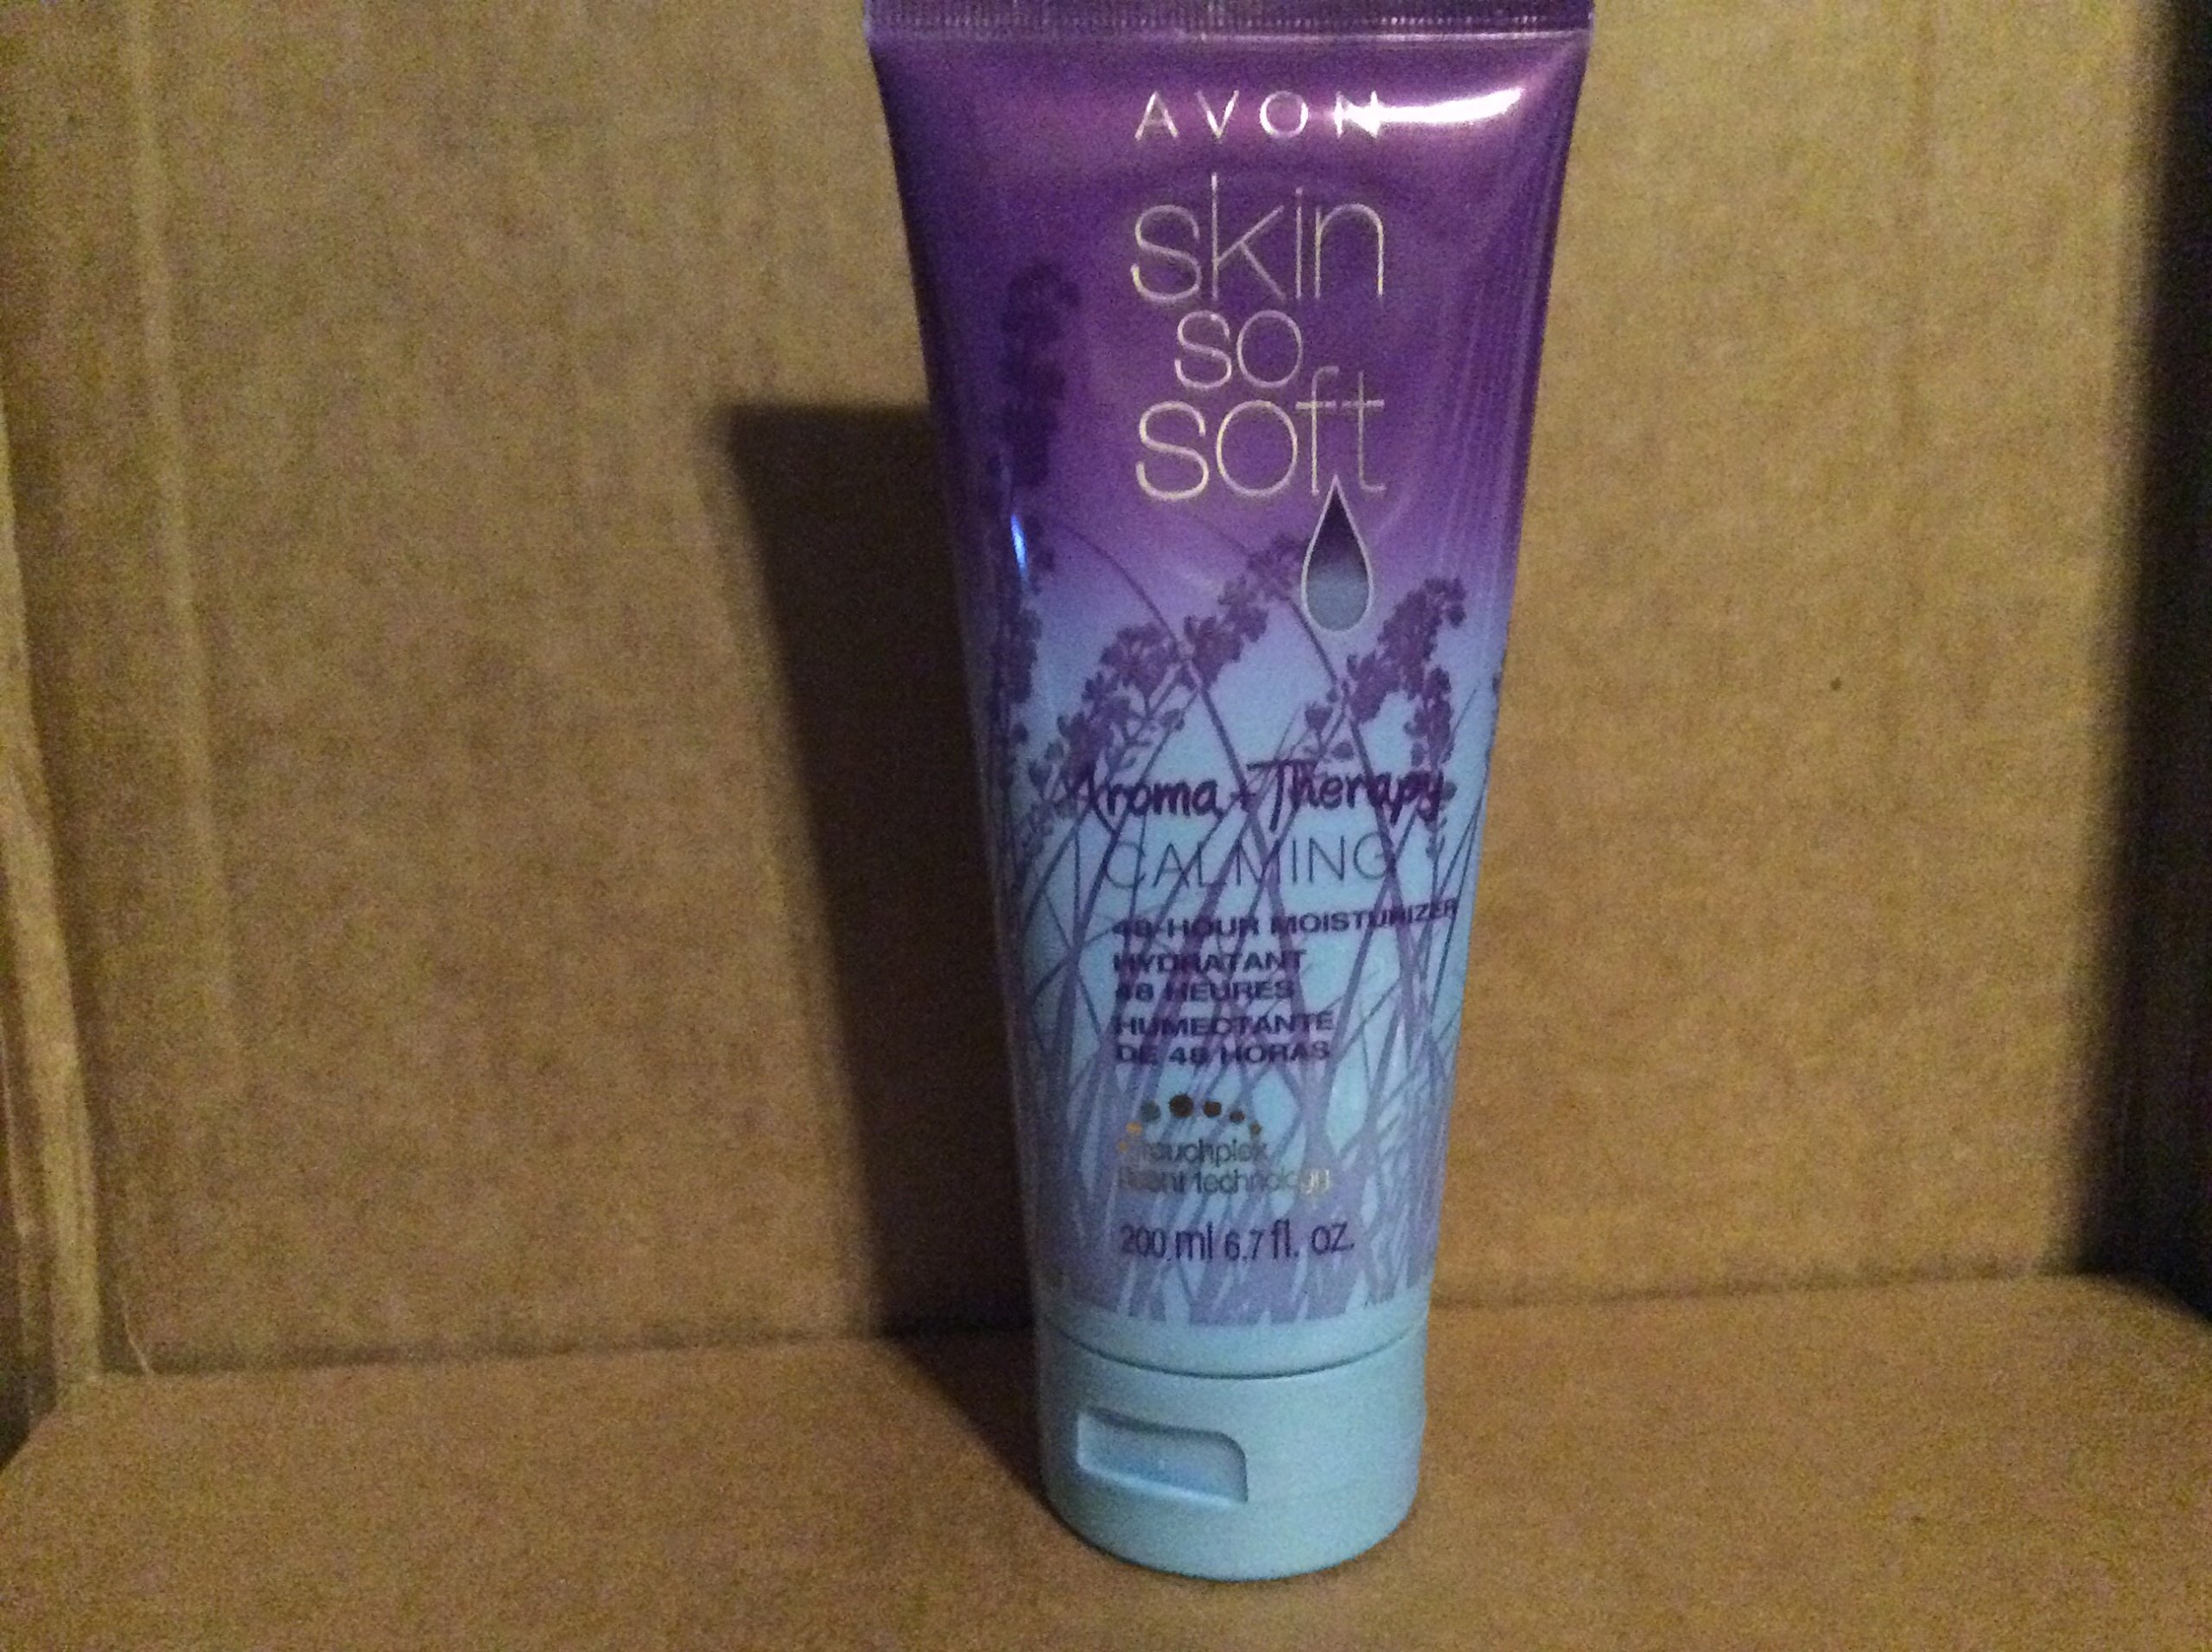 AVON
skin
so
soft
Aroma + Therapy
CALMING
48-HOUR MOISTURIZER
HYDRATANT
48 HEURES
HUMECTANTE
DE 48 HORAS
technology
200 ml 6.7 fl. oz.